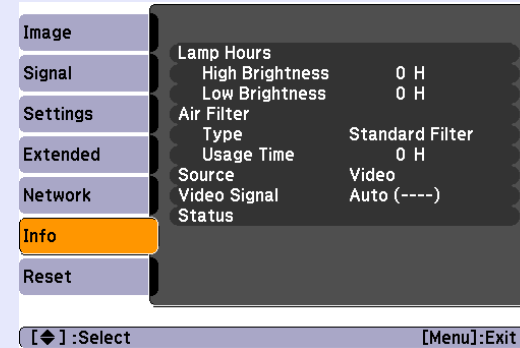 Image
Signal
Settings
Extended
Network
Info
Reset
Lamp Hours
High Brightness 0 H
Low Brightness 0 H
Air Filter
Type Standard Filter
Usage Time 0 H
Source Video
Video Signal Auto (----)
Status
[◆] :Select [Menu]:Exit